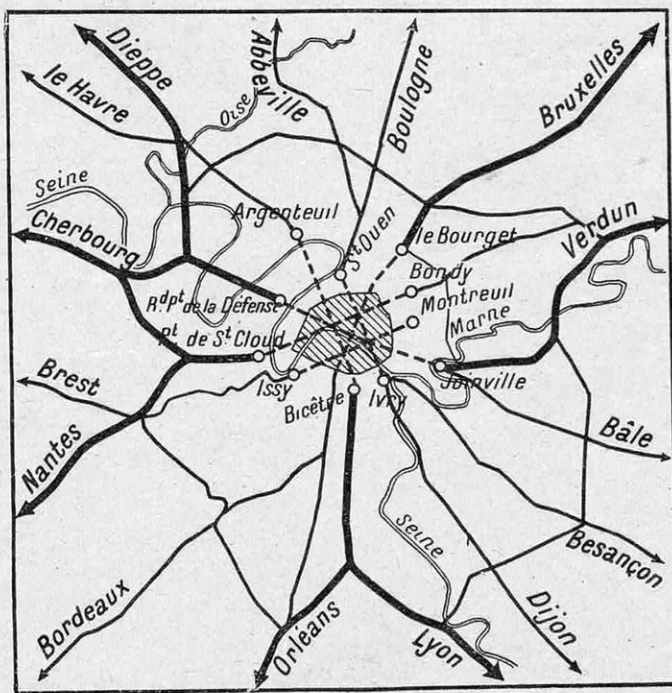 Dieppe
le Havre
Abbeville
Oise
Boulogne
Bruxelles
Seine
Cherbourg
Argenteuil
St Ouen
le Bourget
Verdun
Bondy
Rd Pt de la Défense
Montreuil
Marne
Pt de St Cloud
Issy
Joinville
Brest
Bicêtre
Ivry
Nantes
Bâle
Seine
Besançon
Bordeaux
Orléans
Lyon
Dijon